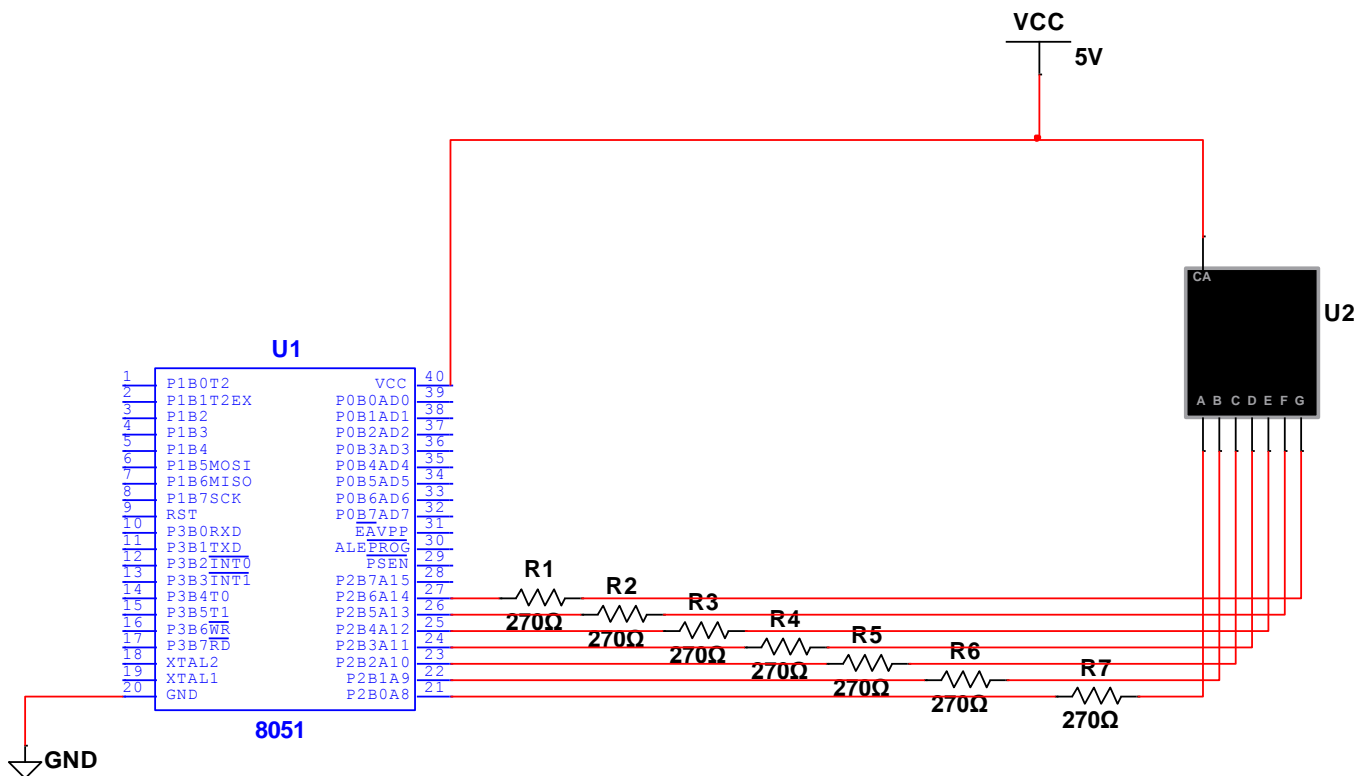 VCC
5V
CA
U2
A B C D E F G
U1
1 P1B0T2 VCC 40
2 P1B1T2EX P0B0AD0 39
3 P1B2 P0B1AD1 38
4 P1B3 P0B2AD2 37
5 P1B4 P0B3AD3 36
6 P1B5MOSI P0B4AD4 35
7 P1B6MISO P0B5AD5 34
8 P1B7SCK P0B6AD6 33
9 RST P0B7AD7 32
10 P3B0RXD EAVPP 31
11 P3B1TXD ALEPROG 30
12 P3B2INT0 PSEN 29
13 P3B3INT1 P2B7A15 28
14 P3B4T0 P2B6A14 27
15 P3B5T1 P2B5A13 26
16 P3B6WR P2B4A12 25
17 P3B7RD P2B3A11 24
18 XTAL2 P2B2A10 23
19 XTAL1 P2B1A9 22
20 GND P2B0A8 21
8051
GND
R1
270Ω
R2
270Ω
R3
270Ω
R4
270Ω
R5
270Ω
R6
270Ω
R7
270Ω